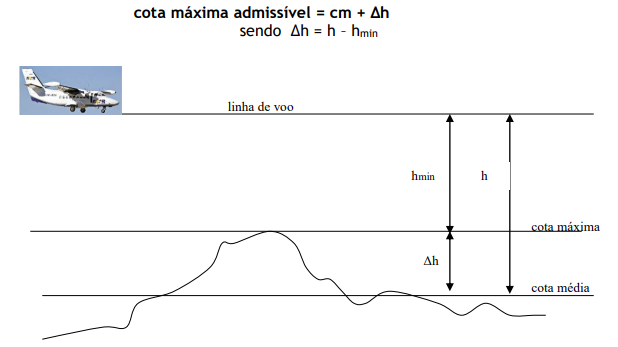 cota máxima admissível = cm + Δh
sendo Δh = h – hmin
linha de voo
hmin
h
cota máxima
Δh
cota média